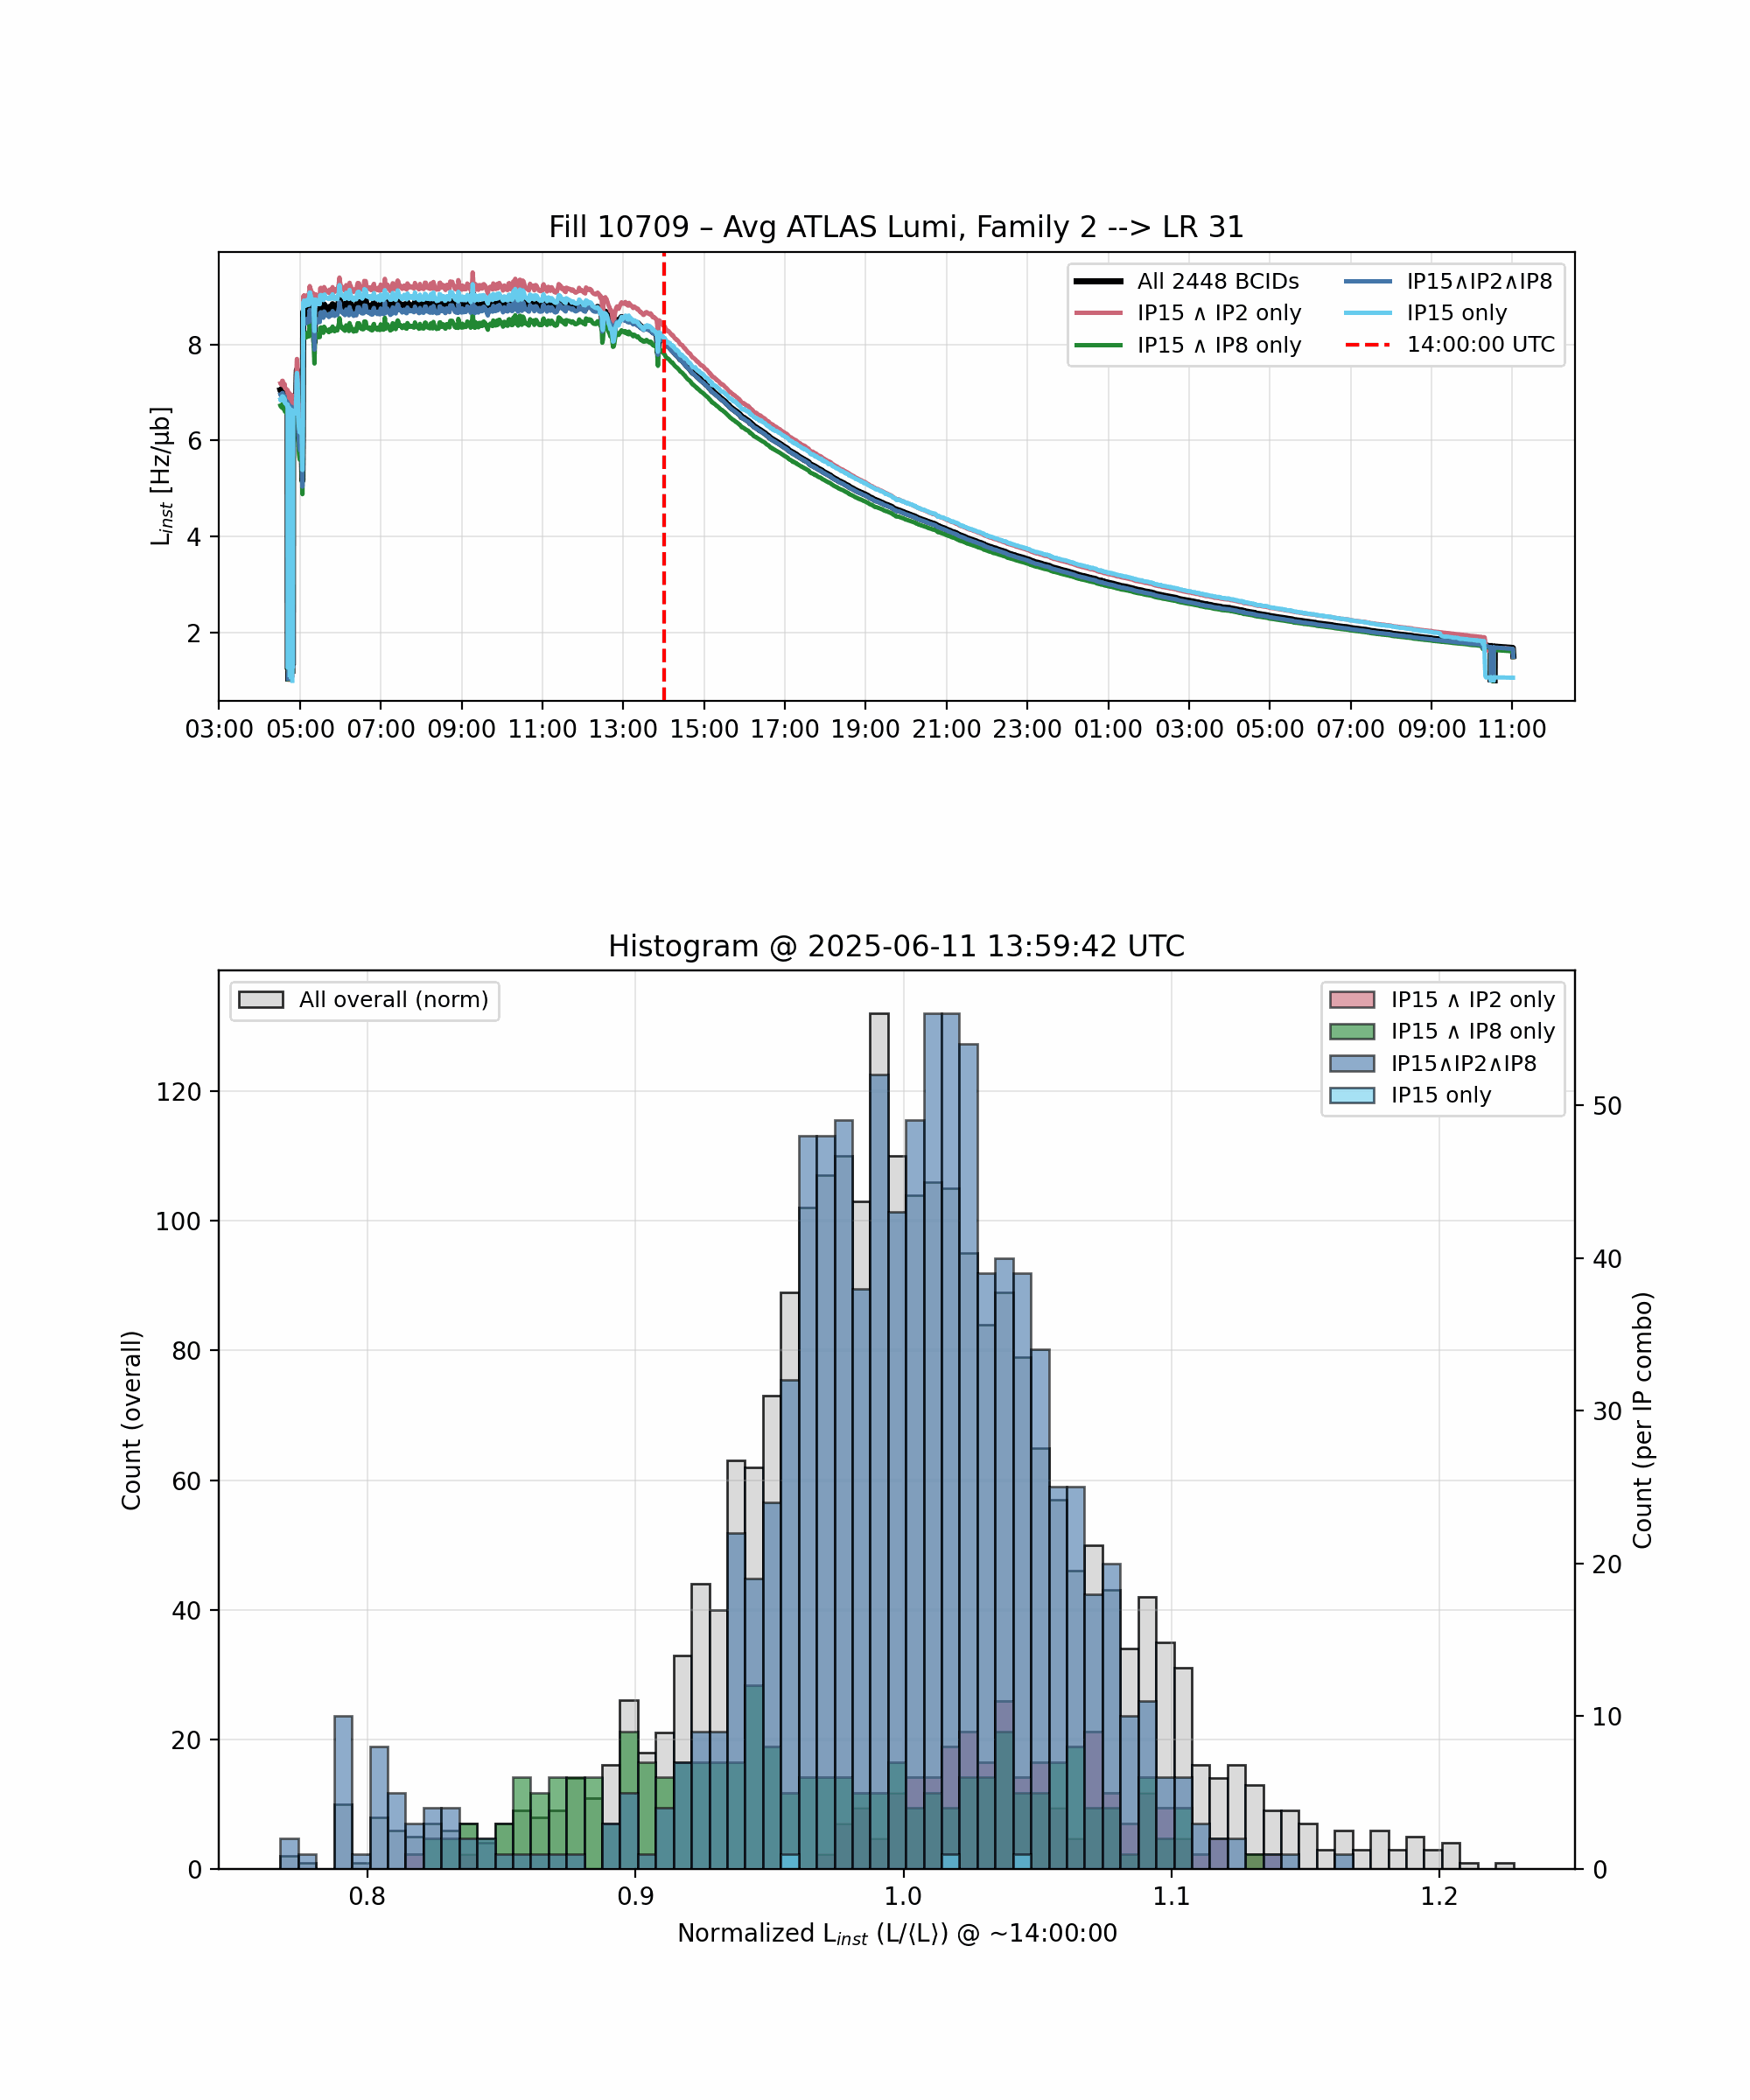 Fill 10709 – Avg ATLAS Lumi, Family 2 --> LR 31
All 2448 BCIDs
IP15 ∧ IP2 only
IP15 ∧ IP8 only
IP15∧IP2∧IP8
IP15 only
14:00:00 UTC
L_inst [Hz/μb]
8
6
4
2
03:00 05:00 07:00 09:00 11:00 13:00 15:00 17:00 19:00 21:00 23:00 01:00 03:00 05:00 07:00 09:00 11:00
Histogram @ 2025-06-11 13:59:42 UTC
All overall (norm)
IP15 ∧ IP2 only
IP15 ∧ IP8 only
IP15∧IP2∧IP8
IP15 only
Count (overall)
120
100
80
60
40
20
0
Count (per IP combo)
50
40
30
20
10
0
0.8 0.9 1.0 1.1 1.2
Normalized L_inst (L/⟨L⟩) @ ~14:00:00